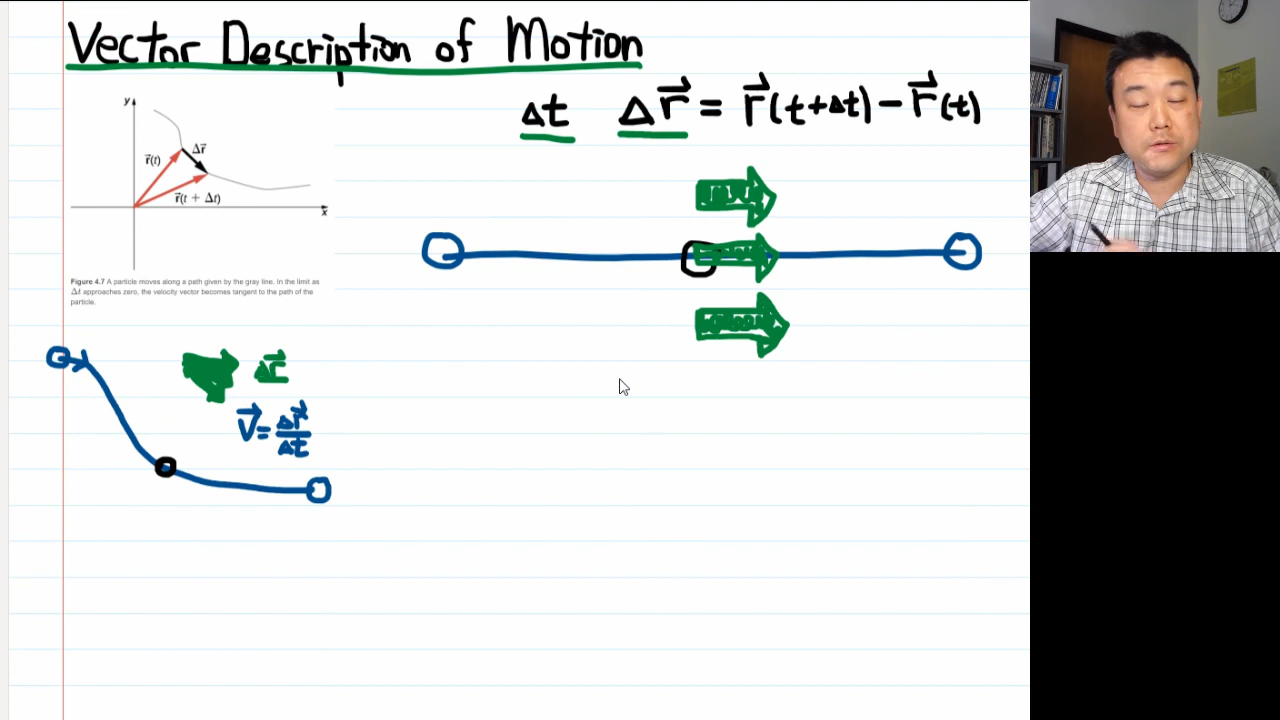 Vector Description of Motion
Δt Δr⃗ = r⃗(t+Δt) − r⃗(t)
y
r⃗(t)
Δr⃗
r⃗(t + Δt)
x
Figure 4.7 A particle moves along a path given by the gray line. In the limit as
Δt approaches zero, the velocity vector becomes tangent to the path of the
particle.
Δr⃗
V⃗ = Δr⃗/Δt